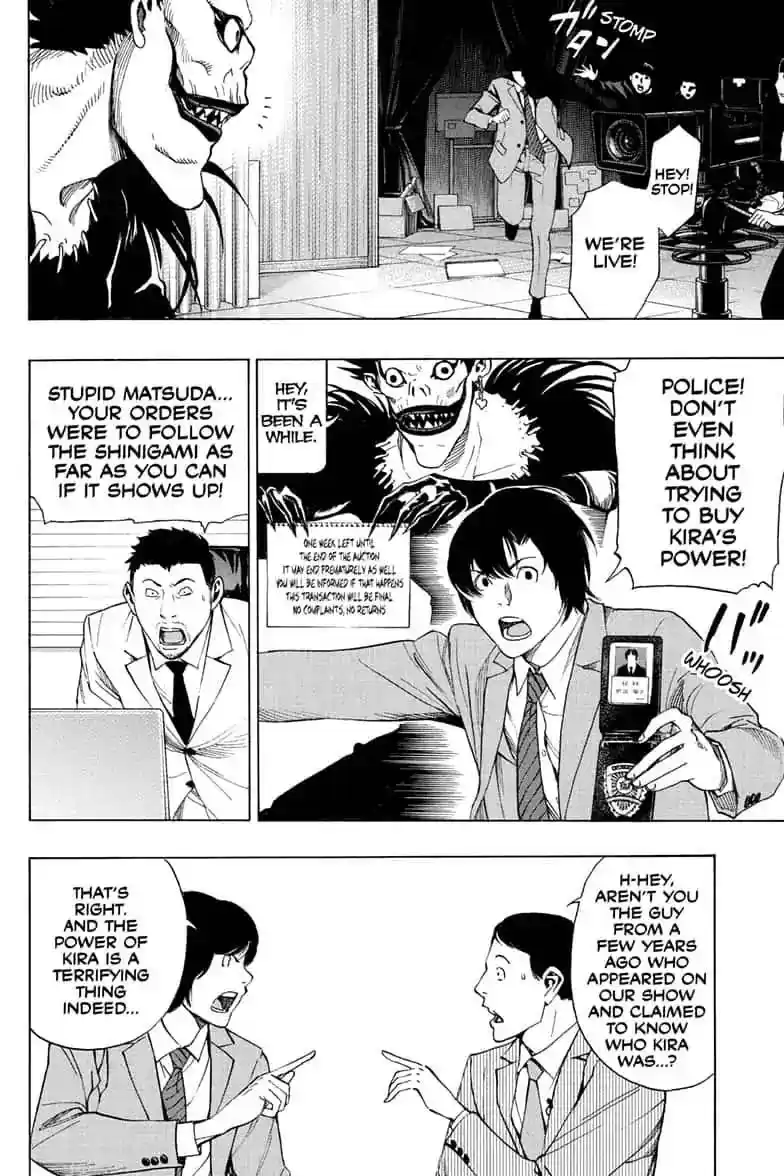 ガタン
STOMP
HEY!
STOP!
WE'RE
LIVE!
POLICE!
DON'T
EVEN
THINK
ABOUT
TRYING
TO BUY
KIRA'S
POWER!
HEY,
IT'S
BEEN A
WHILE.
ONE WEEK LEFT UNTIL
THE END OF THE AUCTION
IT MAY END PREMATURELY AS WELL
YOU WILL BE INFORMED IF THAT HAPPENS
THIS TRANSACTION WILL BE FINAL
NO COMPLAINTS, NO RETURNS
WHOOSH
STUPID MATSUDA...
YOUR ORDERS
WERE TO FOLLOW
THE SHINIGAMI AS
FAR AS YOU CAN
IF IT SHOWS UP!
H-HEY,
AREN'T YOU
THE GUY
FROM A
FEW YEARS
AGO WHO
APPEARED ON
OUR SHOW
AND CLAIMED
TO KNOW
WHO KIRA
WAS...?
THAT'S
RIGHT.
AND THE
POWER OF
KIRA IS A
TERRIFYING
THING
INDEED...